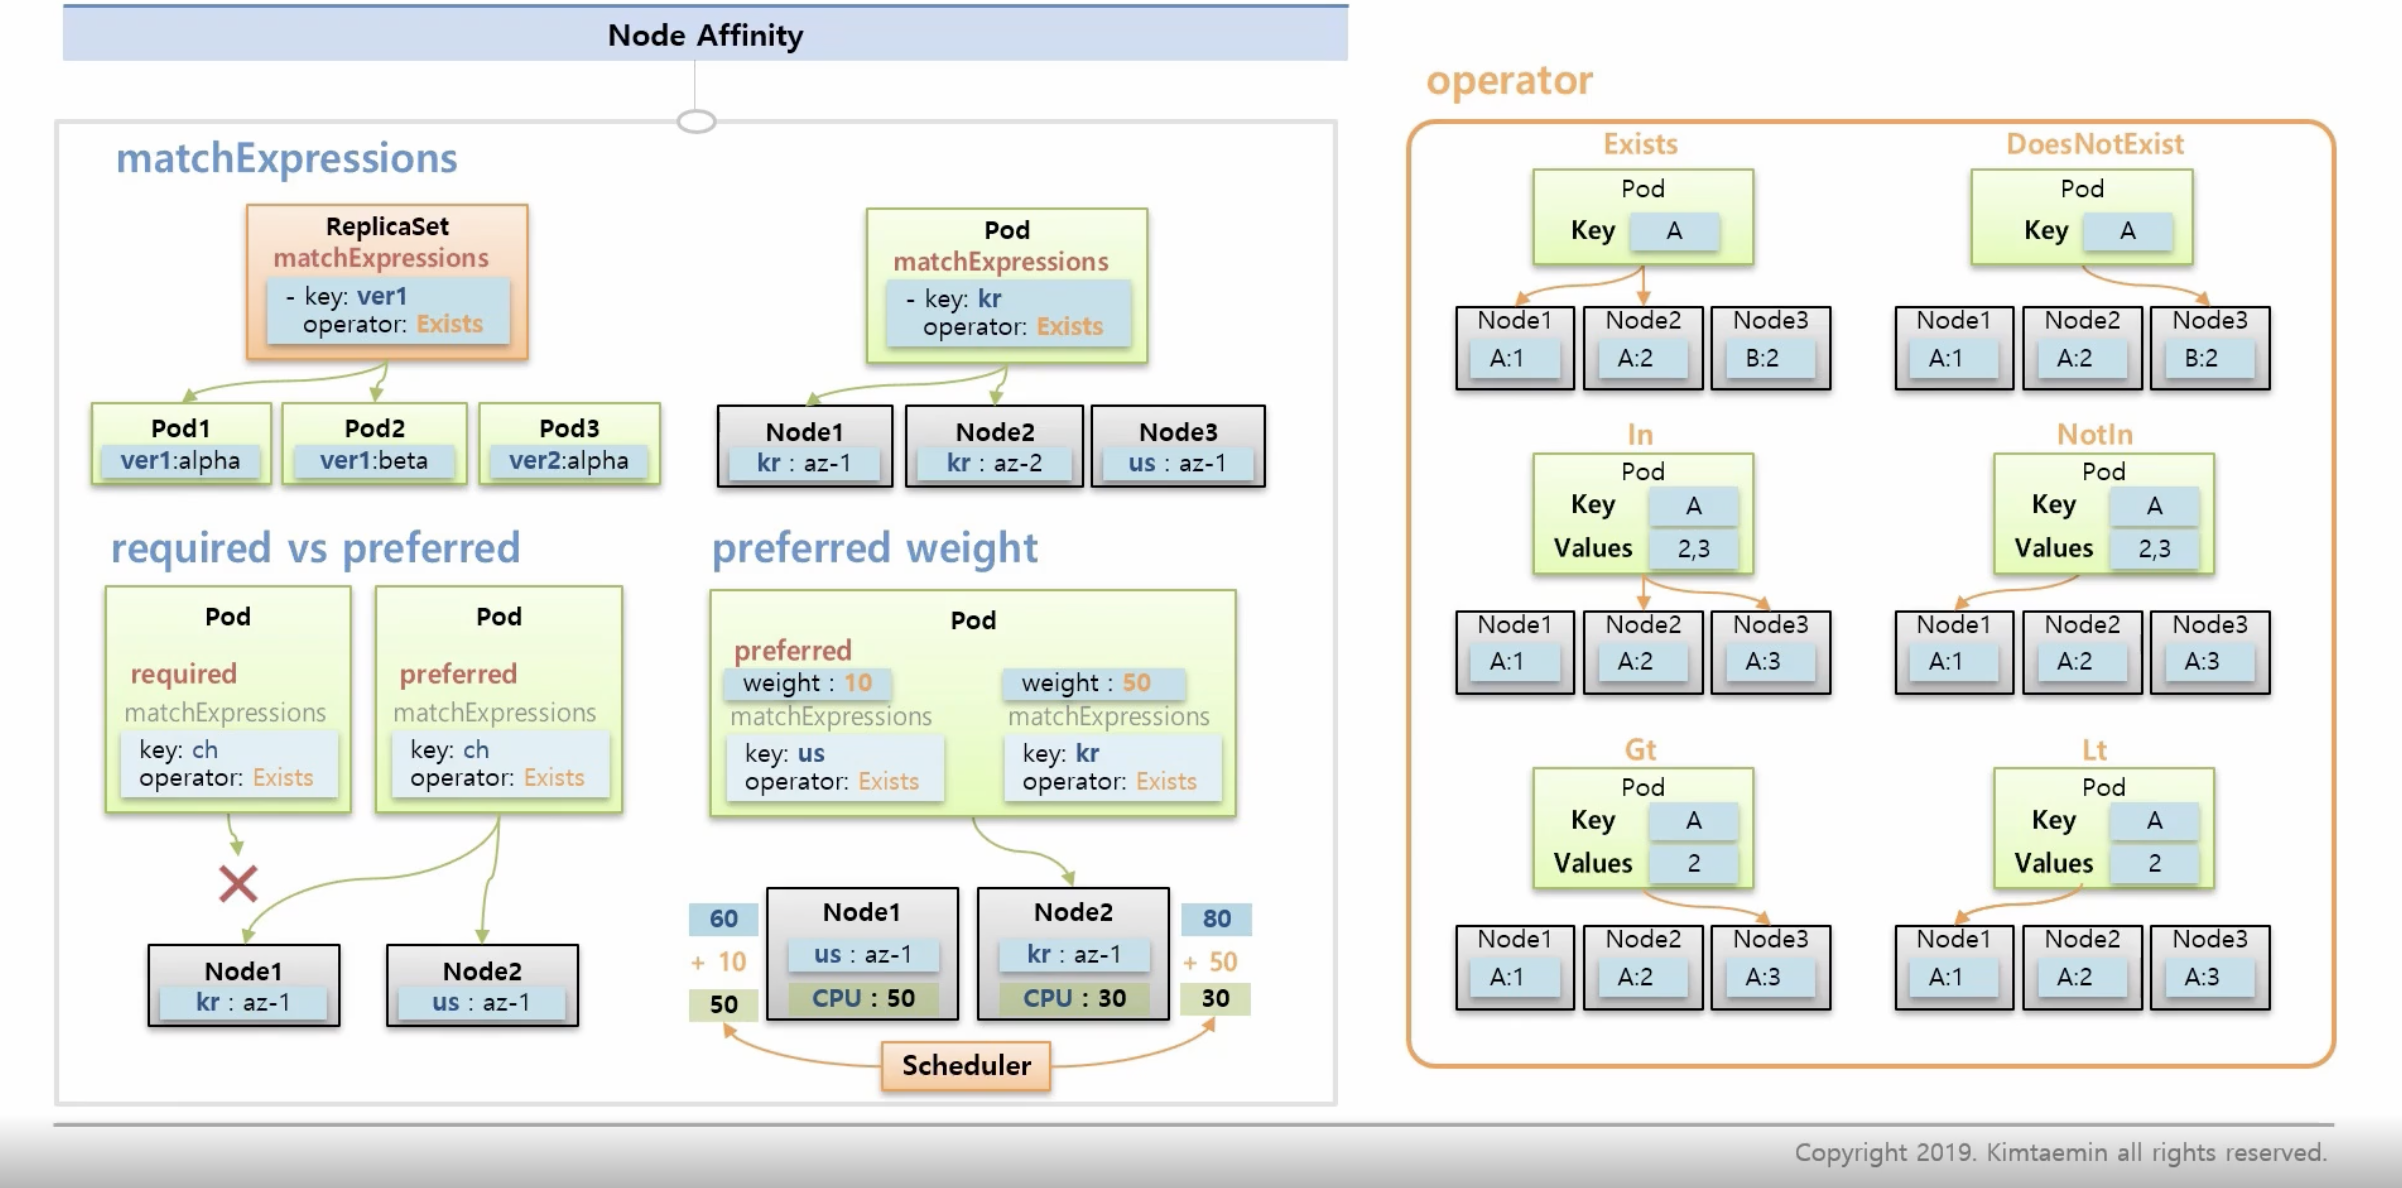 Node Affinity
matchExpressions
ReplicaSet
matchExpressions
- key: ver1
operator: Exists
Pod1
ver1:alpha
Pod2
ver1:beta
Pod3
ver2:alpha
Pod
matchExpressions
- key: kr
operator: Exists
Node1
kr : az-1
Node2
kr : az-2
Node3
us : az-1
required vs preferred
Pod
required
matchExpressions
key: ch
operator: Exists
Pod
preferred
matchExpressions
key: ch
operator: Exists
Node1
kr : az-1
Node2
us : az-1
preferred weight
Pod
preferred
weight : 10
matchExpressions
key: us
operator: Exists
weight : 50
matchExpressions
key: kr
operator: Exists
60
+ 10
50
Node1
us : az-1
CPU : 50
Node2
kr : az-1
CPU : 30
80
+ 50
30
Scheduler
operator
Exists
Pod
Key A
Node1
A:1
Node2
A:2
Node3
B:2
DoesNotExist
Pod
Key A
Node1
A:1
Node2
A:2
Node3
B:2
In
Pod
Key A
Values 2,3
Node1
A:1
Node2
A:2
Node3
A:3
NotIn
Pod
Key A
Values 2,3
Node1
A:1
Node2
A:2
Node3
A:3
Gt
Pod
Key A
Values 2
Node1
A:1
Node2
A:2
Node3
A:3
Lt
Pod
Key A
Values 2
Node1
A:1
Node2
A:2
Node3
A:3
Copyright 2019. Kimtaemin all rights reserved.